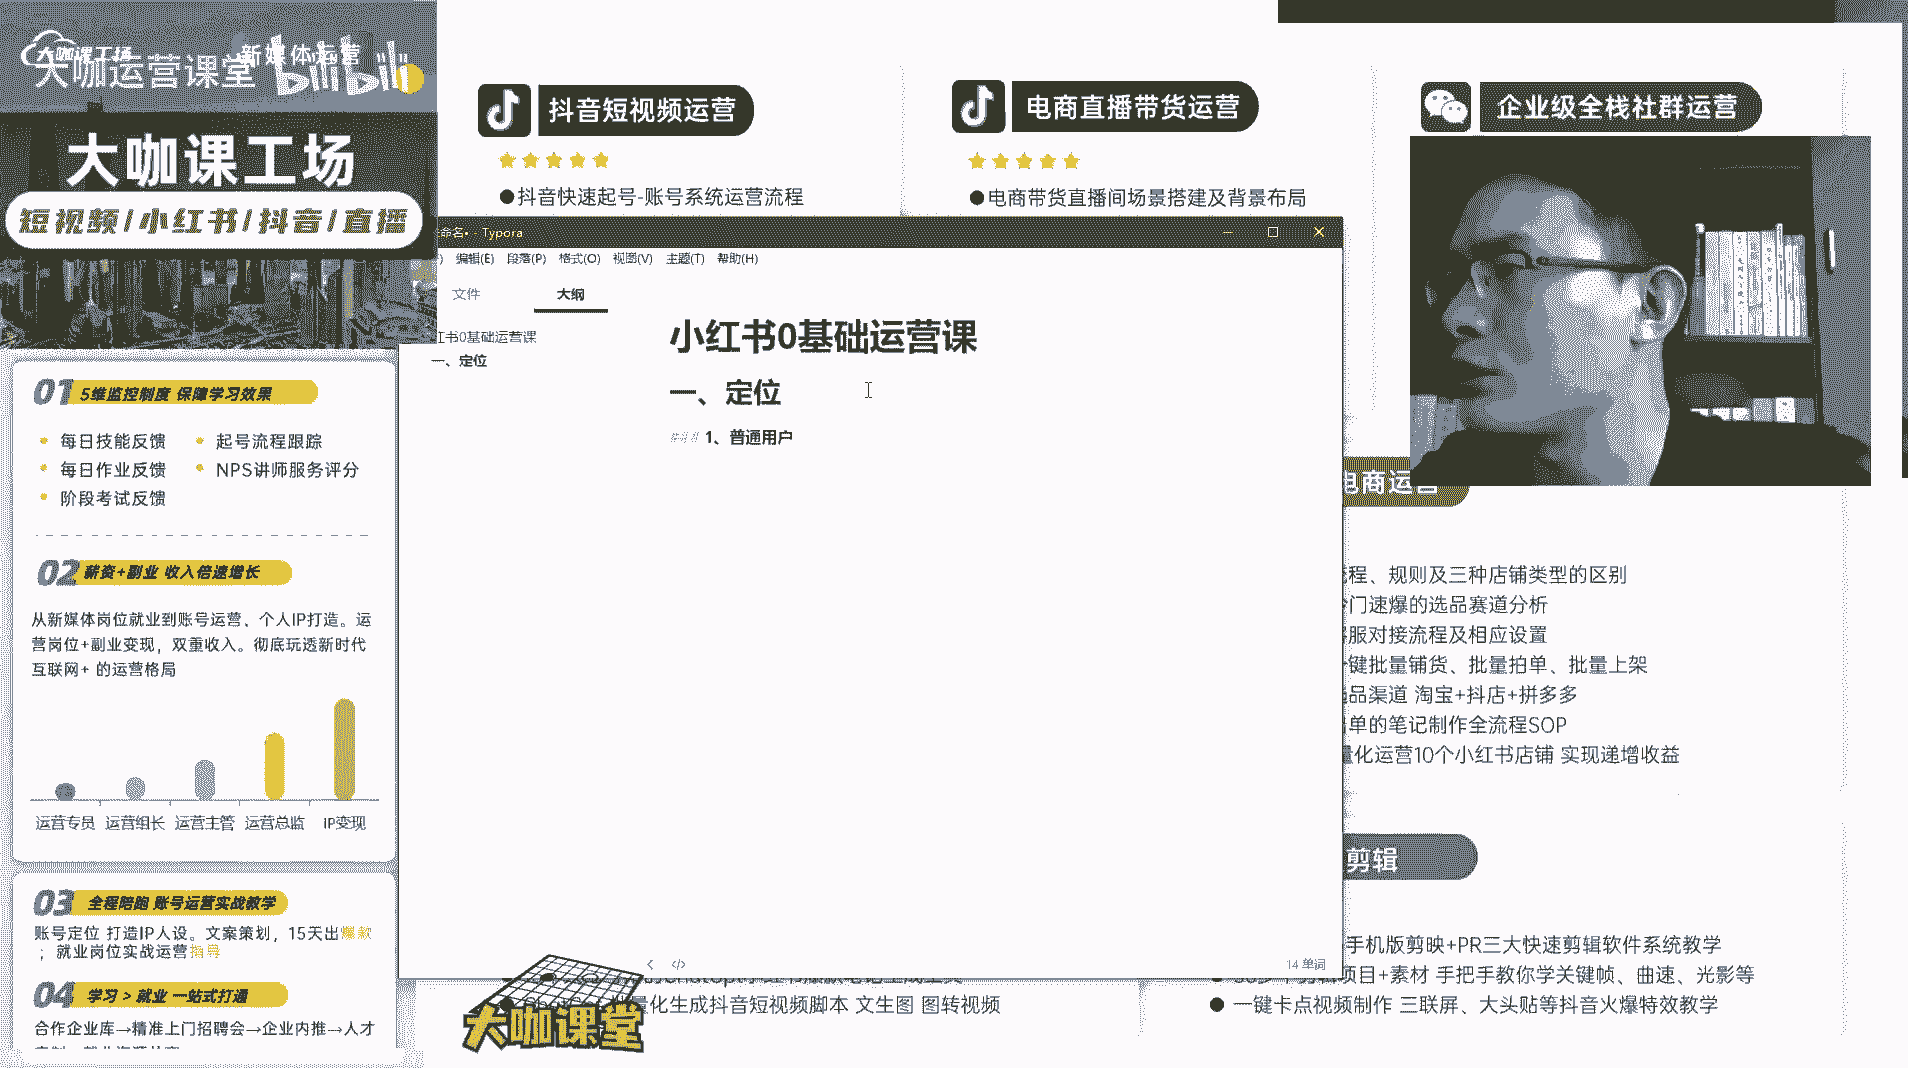 大咖课工场
新媒体运营
大咖运营课堂
bilibili
大咖课工场
短视频/小红书/抖音/直播
01 5维监控制度 保障学习效果
每日技能反馈
起号流程跟踪
每日作业反馈
NPS讲师服务评分
阶段考试反馈
02 薪资+副业 收入倍速增长
从新媒体岗位就业到账号运营、个人IP打造。运
营岗位+副业变现，双重收入。彻底玩透新时代
互联网+ 的运营格局
运营专员 运营组长 运营主管 运营总监 IP变现
03 全程陪跑 账号运营实战教学
账号定位 打造IP人设。文案策划，15天出爆款
；就业岗位实战运营指导
04 学习 > 就业 一站式打通
合作企业库→精准上门招聘会→企业内推→人才
抖音短视频运营
●抖音快速起号-账号系统运营流程
电商直播带货运营
●电商带货直播间场景搭建及背景布局
企业级全栈社群运营
命名• - Typora
编辑(E) 段落(P) 格式(O) 视图(V) 主题(T) 帮助(H)
文件 大纲
书0基础运营课
一、定位
小红书0基础运营课
一、定位
### 1、普通用户
14 单词
电商运营
程、规则及三种店铺类型的区别
门速爆的选品赛道分析
服对接流程及相应设置
键批量铺货、批量拍单、批量上架
品渠道 淘宝+抖店+拼多多
单的笔记制作全流程SOP
量化运营10个小红书店铺 实现递增收益
剪辑
手机版剪映+PR三大快速剪辑软件系统教学
项目+素材 手把手教你学关键帧、曲速、光影等
● 一键卡点视频制作 三联屏、大头贴等抖音火爆特效教学
量化生成抖音短视频脚本 文生图 图转视频
大咖课堂